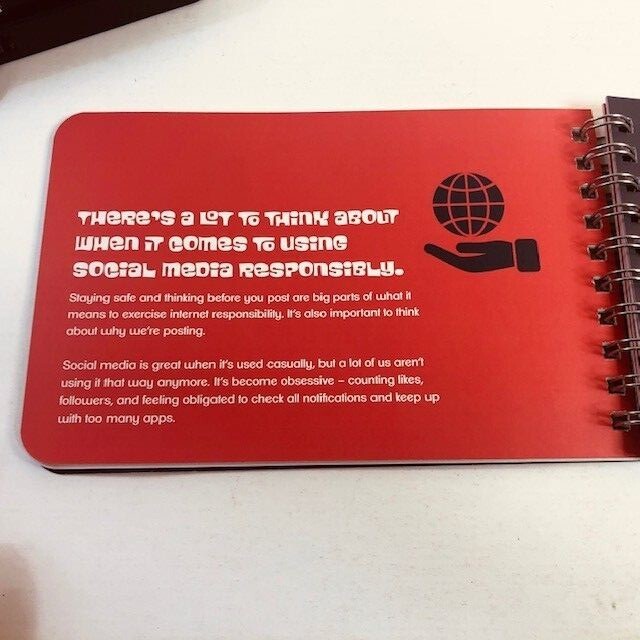 There's a lot to think about
when it comes to using
social media responsibly.
Staying safe and thinking before you post are big parts of what it
means to exercise internet responsibility. It's also important to think
about why we're posting.
Social media is great when it's used casually, but a lot of us aren't
using it that way anymore. It's become obsessive – counting likes,
followers, and feeling obligated to check all notifications and keep up
with too many apps.